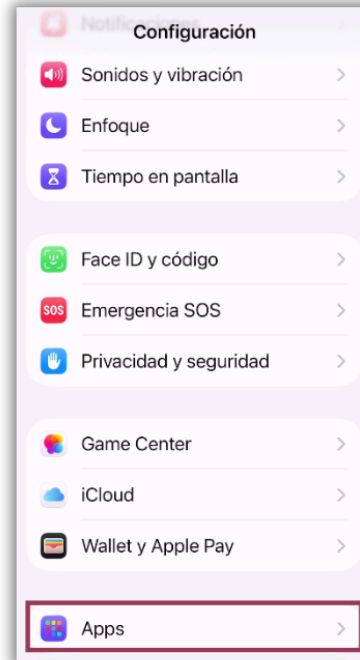 Notificaciones
Configuración
Sonidos y vibración
Enfoque
Tiempo en pantalla
Face ID y código
SOS Emergencia SOS
Privacidad y seguridad
Game Center
iCloud
Wallet y Apple Pay
Apps